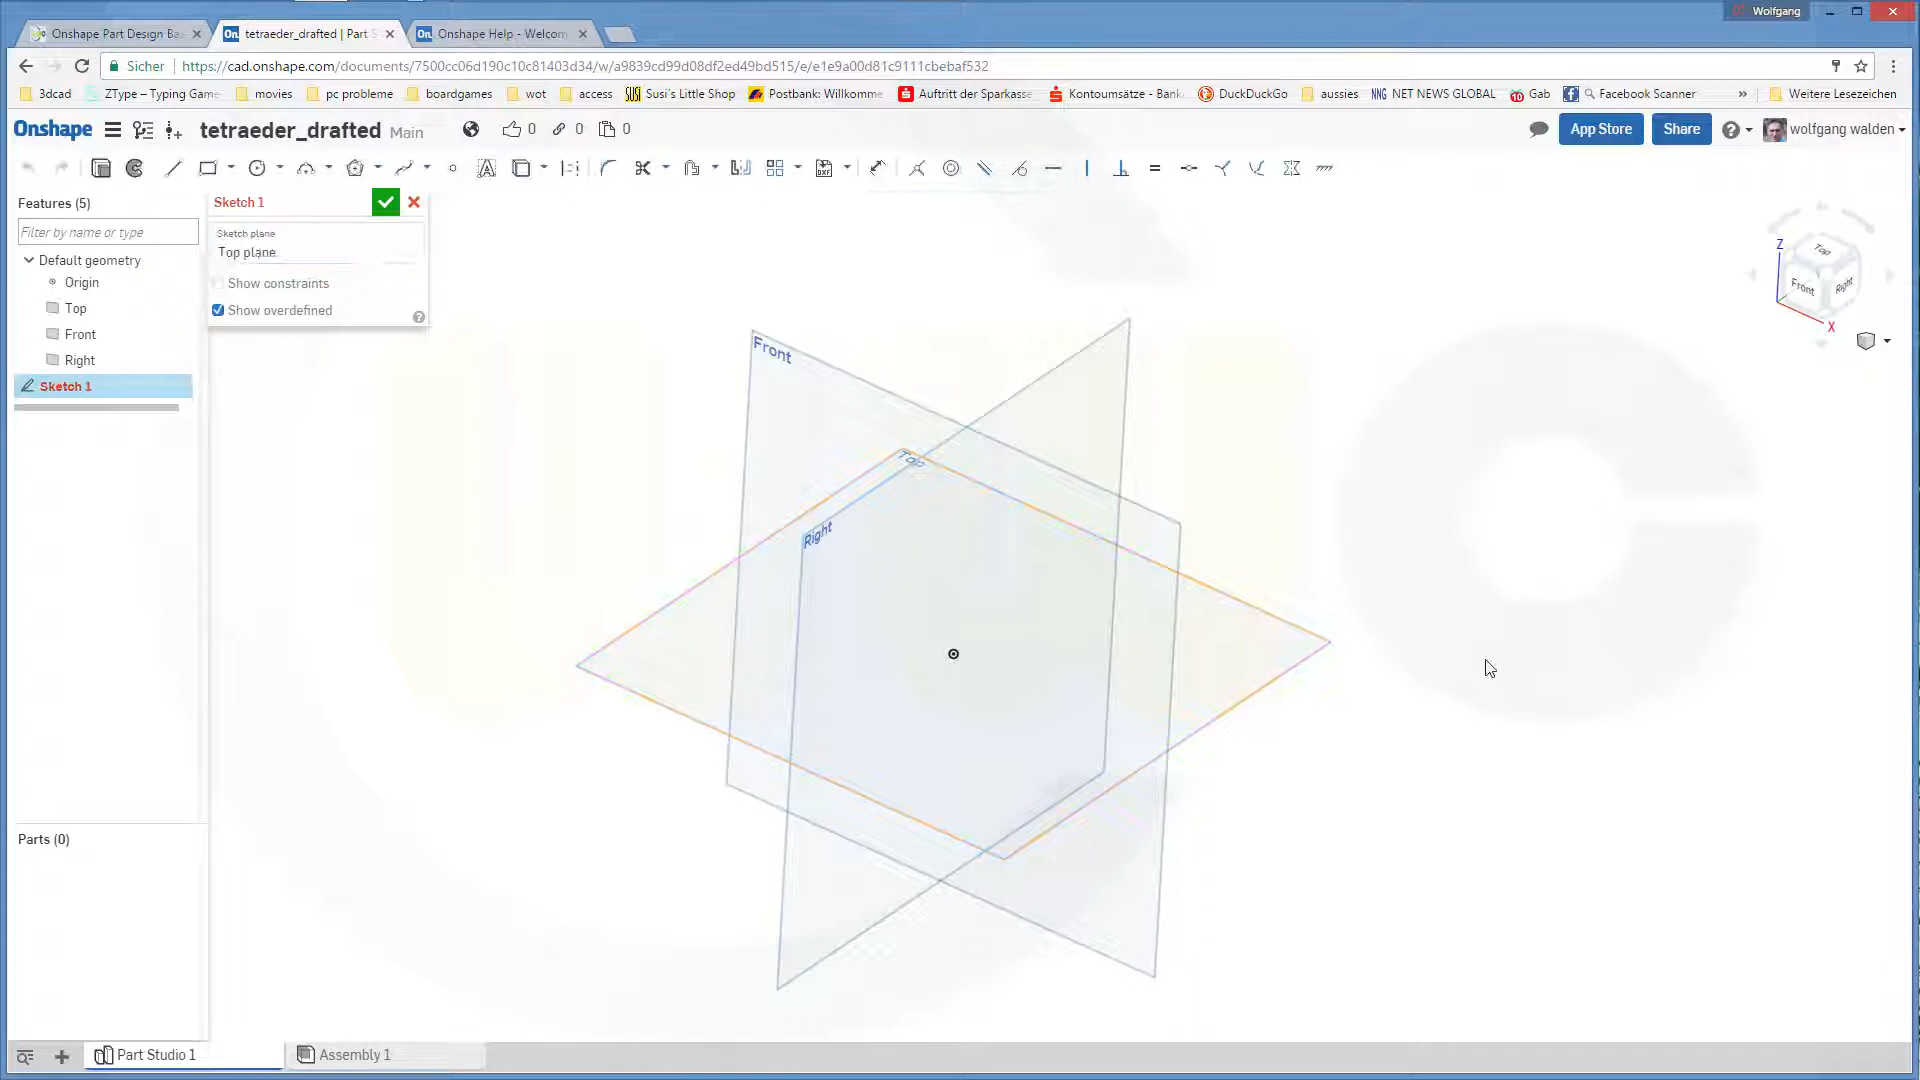 Wolfgang
Onshape Part Design Ba
tetraeder_drafted | Part S
Onshape Help - Welcom
Sicher https://cad.onshape.com/documents/7500cc06d190c10c81403d34/w/a9839cd99d08df2ed49bd515/e/e1e9a00d81c9111cbebaf532
3dcad ZType – Typing Game movies pc probleme boardgames wot access SUSI Susi's Little Shop Postbank: Willkomme Auftritt der Sparkasse Kontoumsätze - Bank DuckDuckGo aussies NNG NET NEWS GLOBAL Gab Facebook Scanner » Weitere Lesezeichen
Onshape tetraeder_drafted Main 0 0 0 App Store Share wolfgang walden
DXF
Features (5)
Filter by name or type
Default geometry
Origin
Top
Front
Right
Sketch 1
Sketch 1
Sketch plane
Top plane
Show constraints
Show overdefined
Front
Top
Right
Z
Top
Front
Right
X
Parts (0)
Part Studio 1
Assembly 1